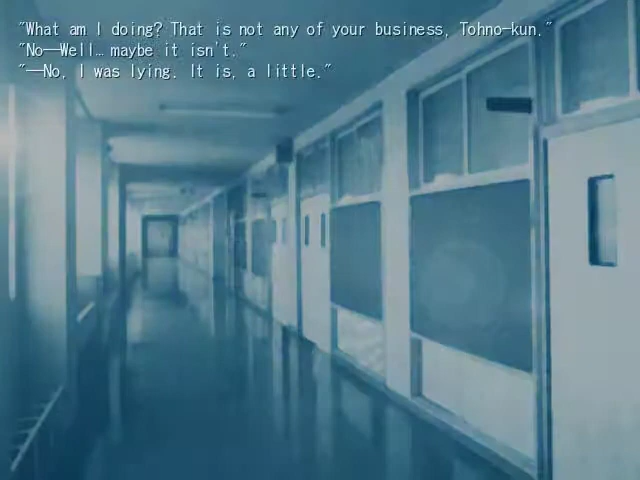 "What am I doing? That is not any of your business, Tohno-kun."
"No—Well… maybe it isn't."
"—No, I was lying. It is, a little."